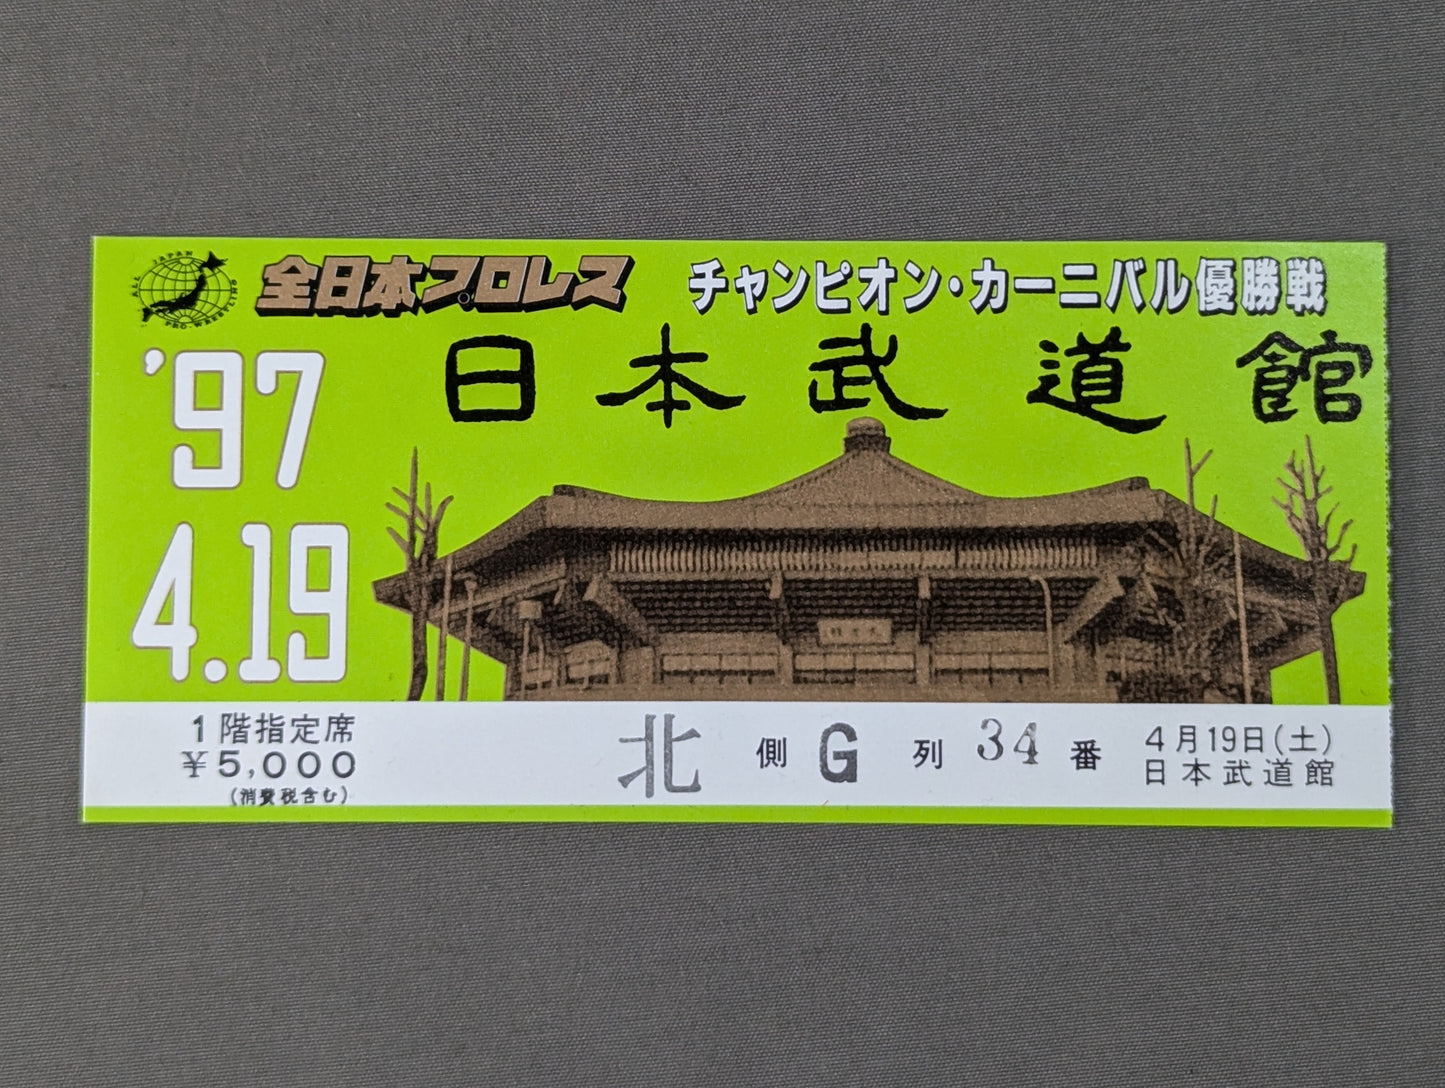 ALL JAPAN PRO-WRESTLING
全日本プロレス
チャンピオン・カーニバル優勝戦
日本武道館
'97
4.19
1階指定席
¥5,000
(消費税含む)
北側G列34番
4月19日(土)
日本武道館